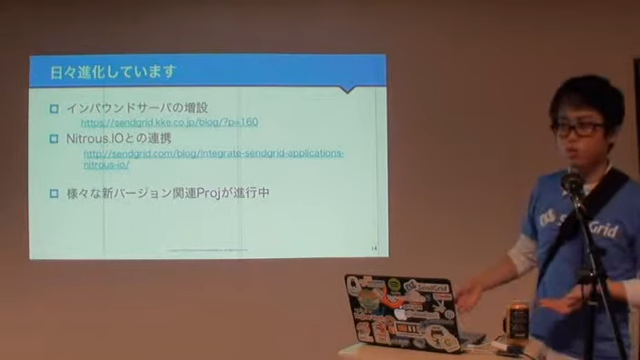 日々進化しています
インバウンドサーバの増設
https://sendgrid.kke.co.jp/blog/?p=160
Nitrous.IOとの連携
http://sendgrid.com/blog/integrate-sendgrid-applications-
nitrous-io/
様々な新バージョン関連Projが進行中
14
SendGrid
SendGrid